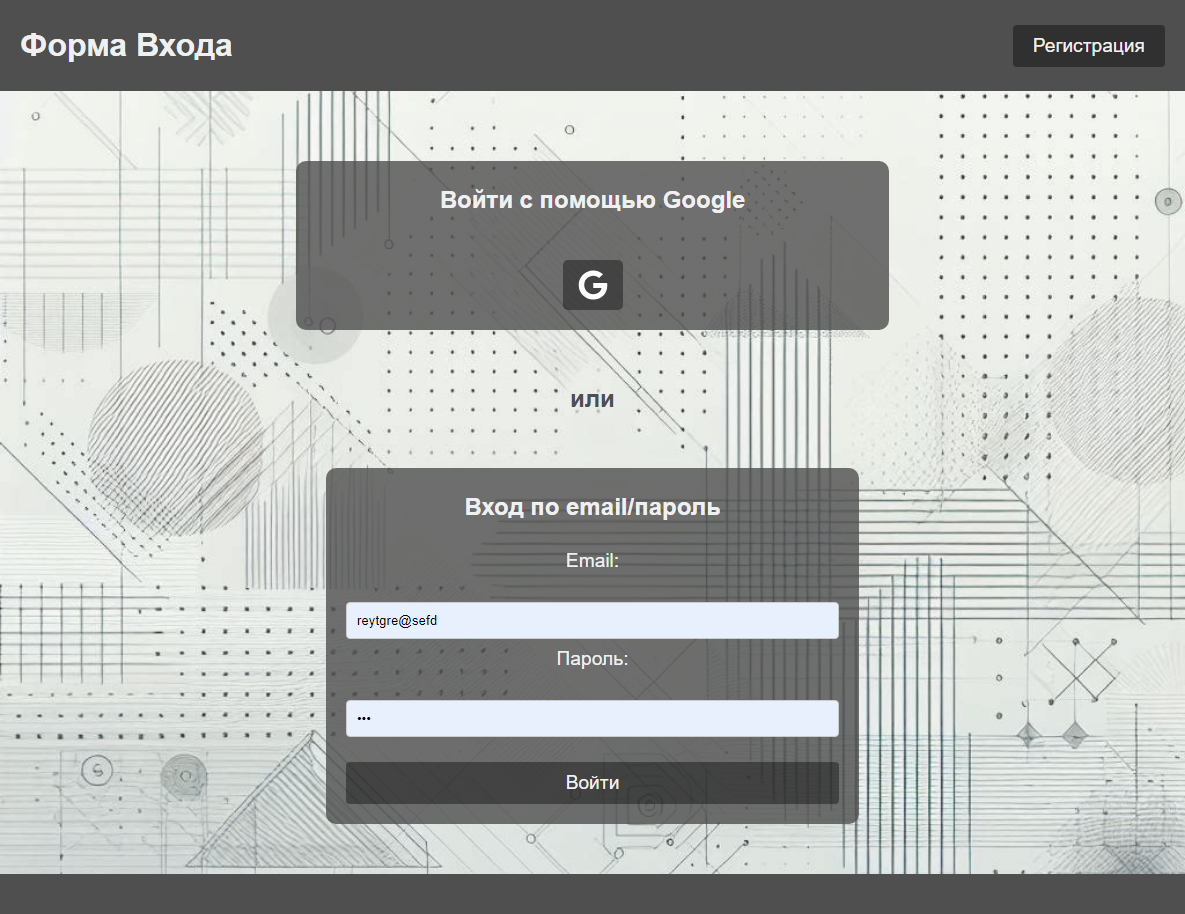 Форма Входа
Регистрация
Войти с помощью Google
G
или
Вход по email/пароль
Email:
reytgre@sefd
Пароль:
•••
Войти